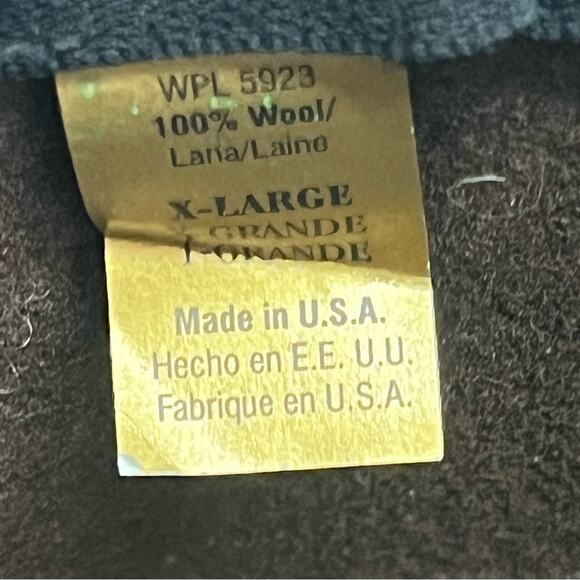 WPL 5923
100% Wool/
Lana/Laine
X-LARGE
GRANDE
GRANDE
Made in U.S.A.
Hecho en E.E. U.U.
Fabrique en U.S.A.